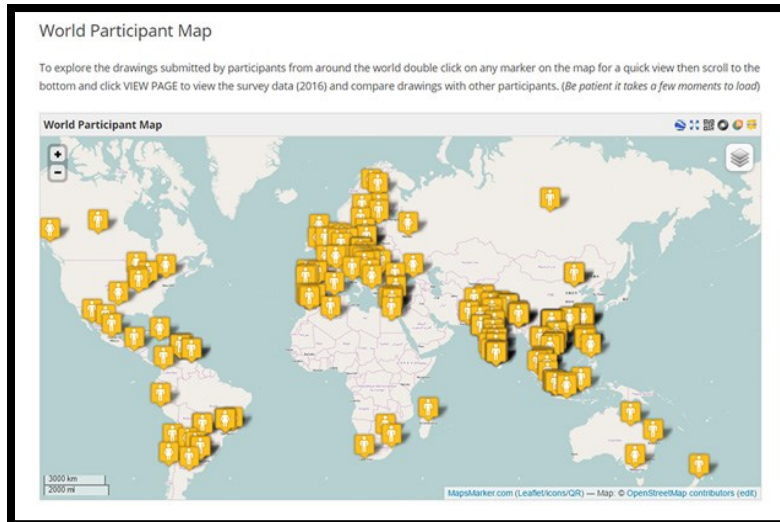 World Participant Map
To explore the drawings submitted by participants from around the world double click on any marker on the map for a quick view then scroll to the
bottom and click VIEW PAGE to view the survey data (2016) and compare drawings with other participants. (Be patient it takes a few moments to load)
World Participant Map
+
-
3000 km
2000 mi
MapsMarker.com (Leaflet/icons/QR) — Map: © OpenStreetMap contributors (edit)